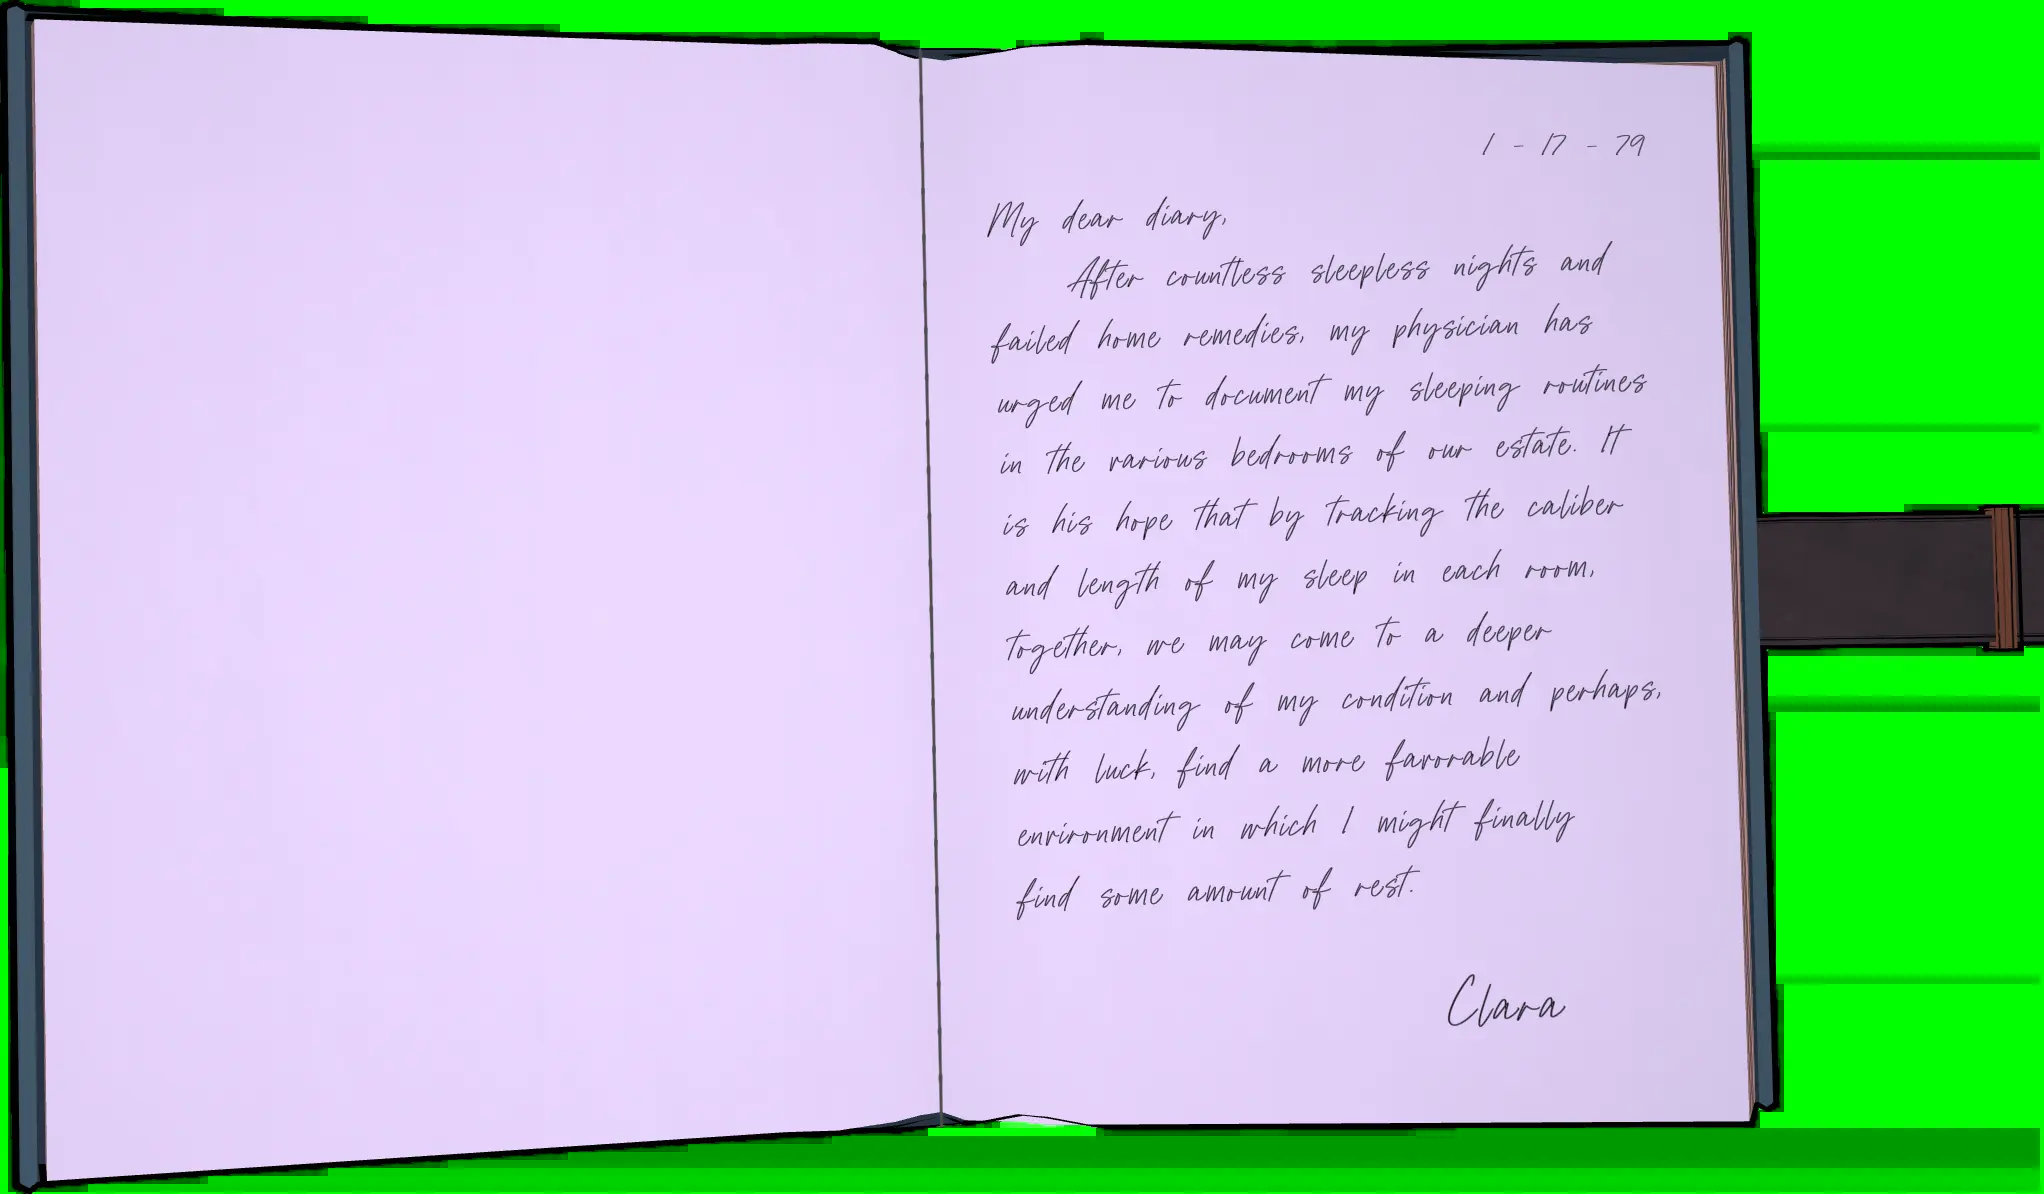 1 - 17 - 79
My dear diary,
After countless sleepless nights and
failed home remedies, my physician has
urged me to document my sleeping routines
in the various bedrooms of our estate. It
is his hope that by tracking the caliber
and length of my sleep in each room,
together, we may come to a deeper
understanding of my condition and perhaps,
with luck, find a more favorable
environment in which I might finally
find some amount of rest.
Clara